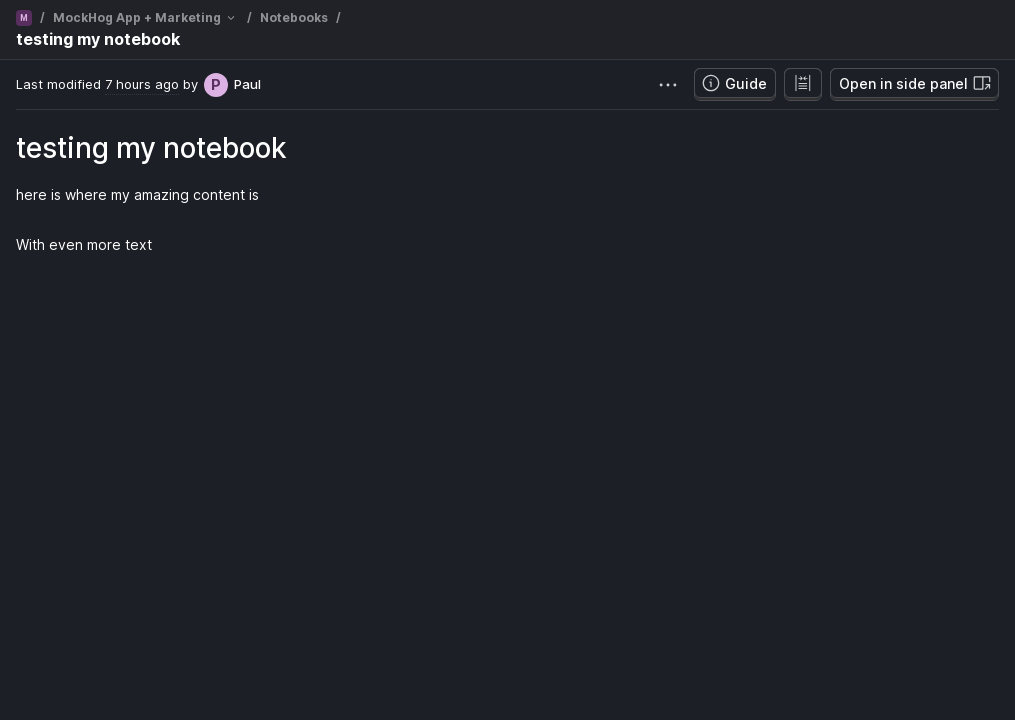 M / MockHog App + Marketing / Notebooks /
testing my notebook
Last modified 7 hours ago by P Paul
Guide
Open in side panel
testing my notebook
here is where my amazing content is
With even more text